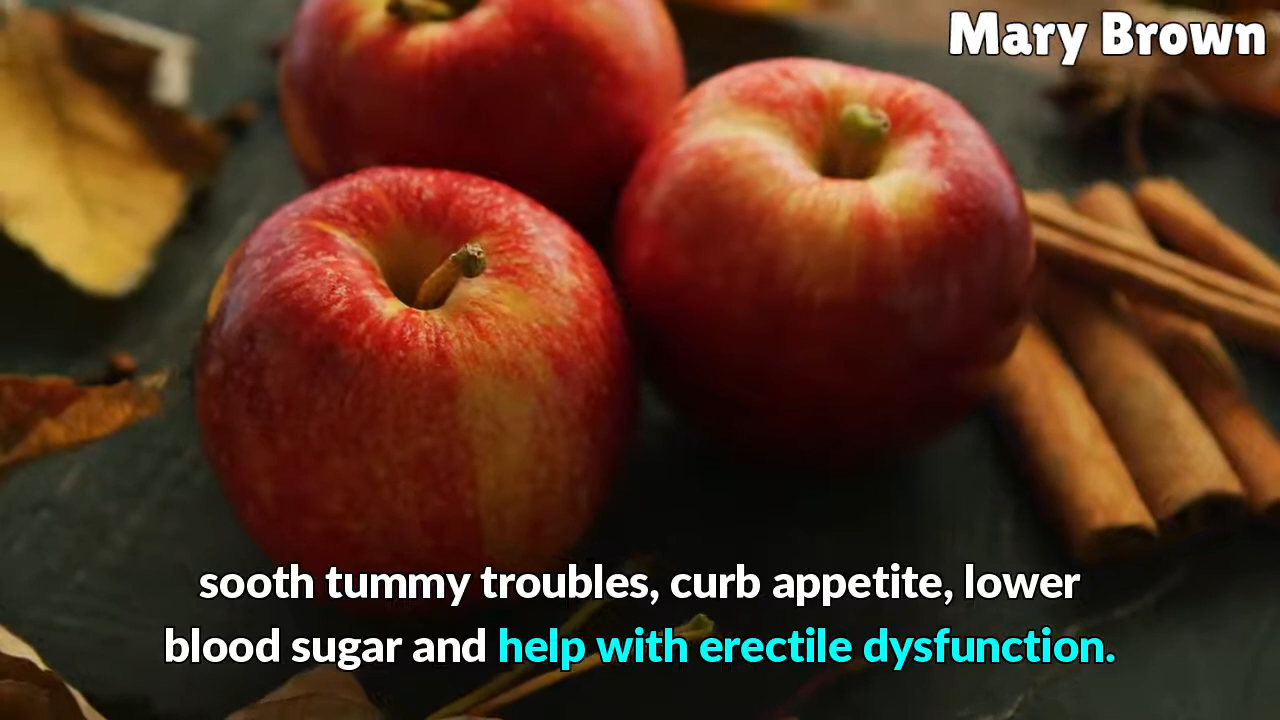 Mary Brown
sooth tummy troubles, curb appetite, lower
blood sugar and help with erectile dysfunction.